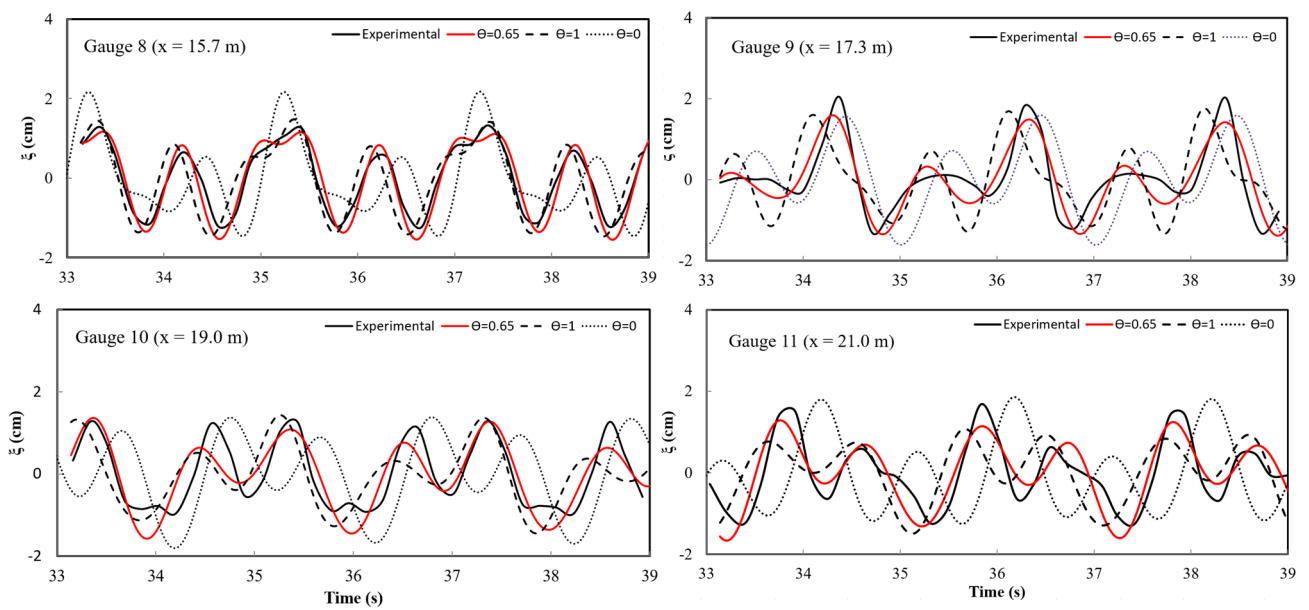 Gauge 8 (x = 15.7 m)
Experimental Ɵ=0.65 Ɵ=1 Ɵ=0
4
2
0
-2
ξ (cm)
33 34 35 36 37 38 39
Gauge 9 (x = 17.3 m)
Experimental Ɵ=0.65 Ɵ=1 Ɵ=0
4
2
0
-2
ξ (cm)
33 34 35 36 37 38 39
Gauge 10 (x = 19.0 m)
Experimental Ɵ=0.65 Ɵ=1 Ɵ=0
4
2
0
-2
ξ (cm)
33 34 35 36 37 38 39
Time (s)
Gauge 11 (x = 21.0 m)
Experimental Ɵ=0.65 Ɵ=1 Ɵ=0
4
2
0
-2
ξ (cm)
33 34 35 36 37 38 39
Time (s)